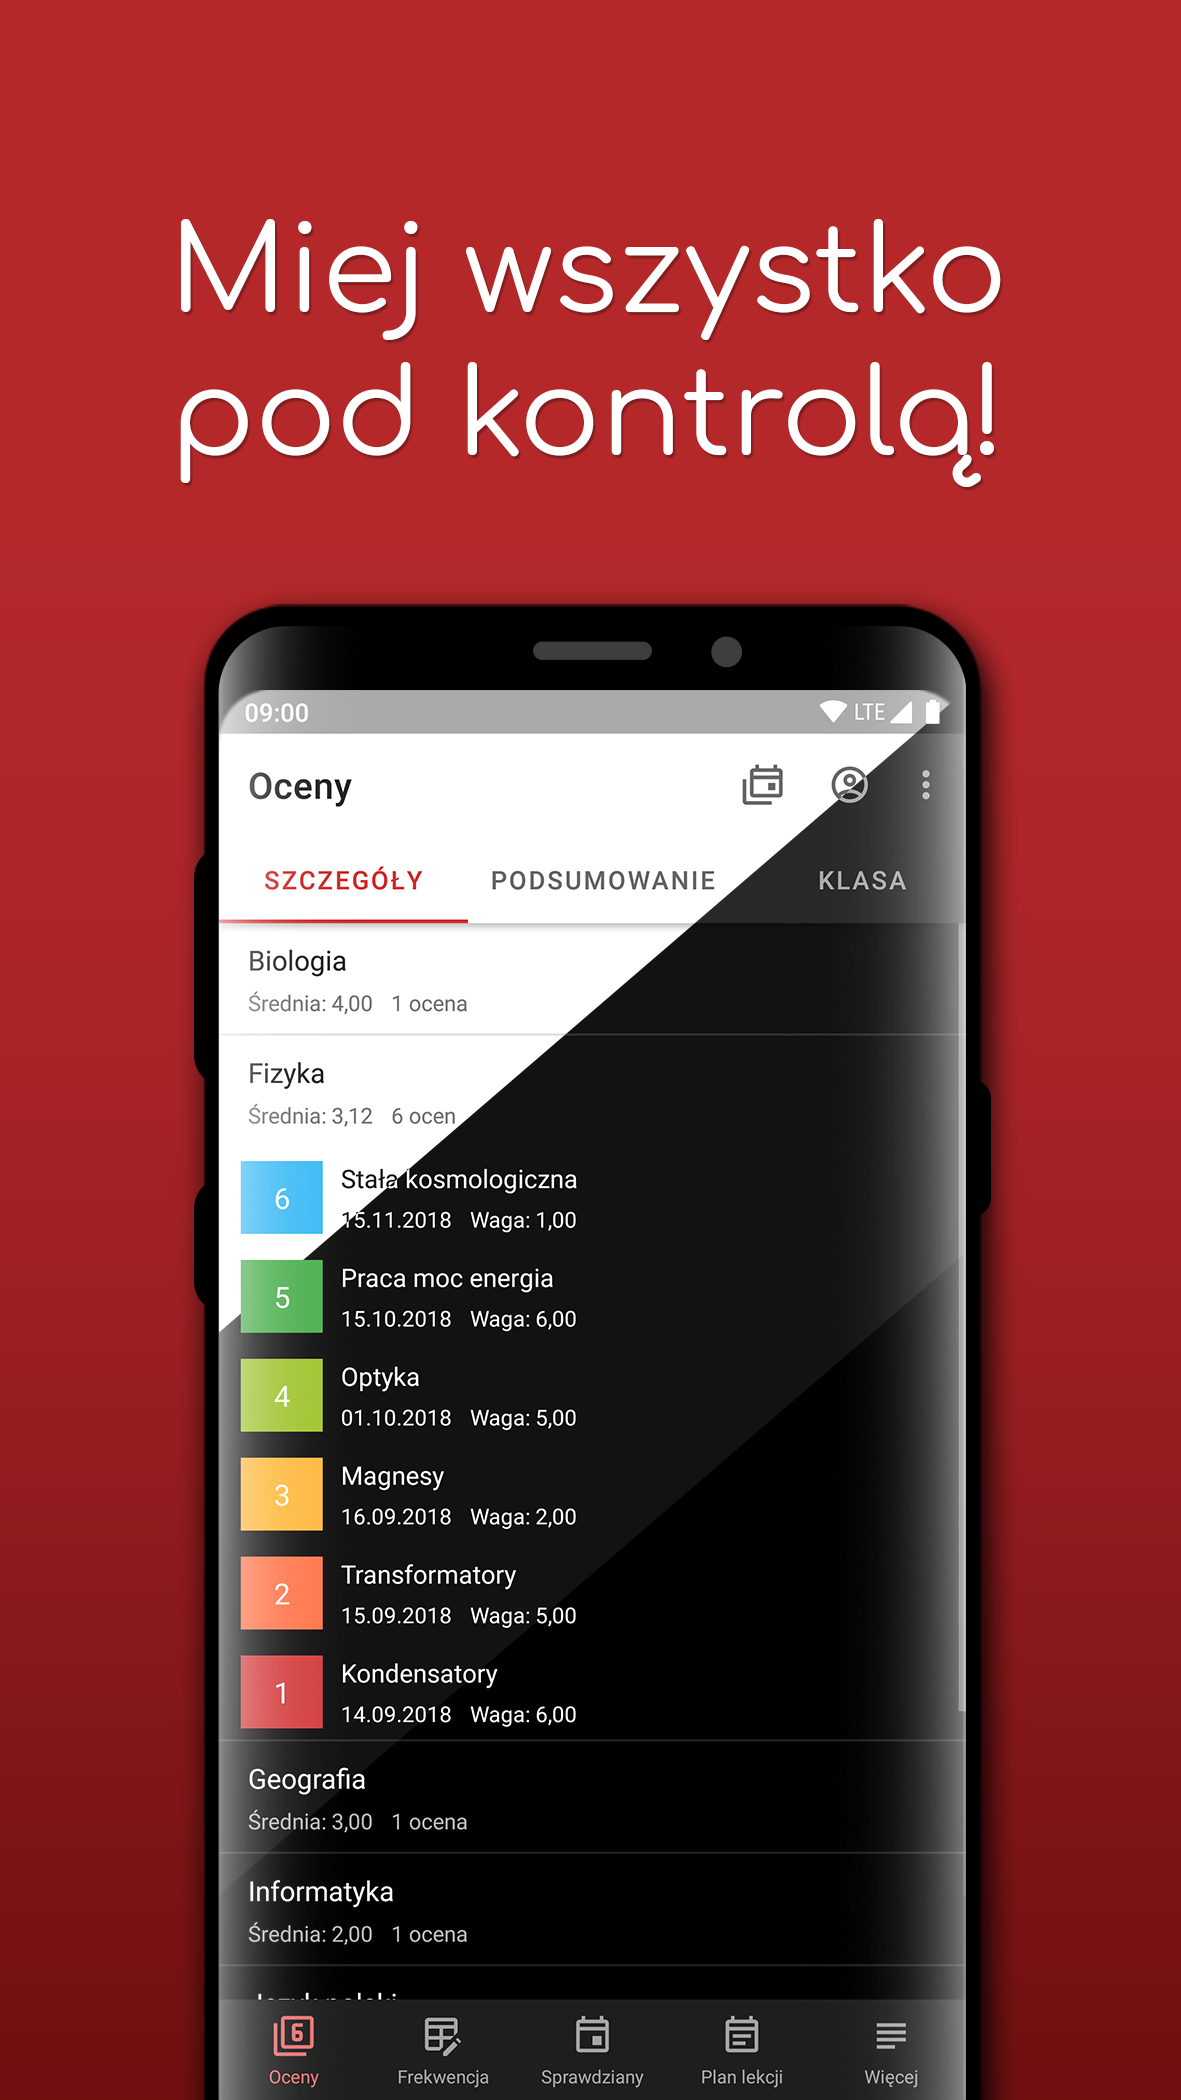 Miej wszystko
pod kontrolą!
09:00 LTE
Oceny
SZCZEGÓŁY PODSUMOWANIE KLASA
Biologia
Średnia: 4,00 1 ocena
Fizyka
Średnia: 3,12 6 ocen
6 Stała kosmologiczna
15.11.2018 Waga: 1,00
5 Praca moc energia
15.10.2018 Waga: 6,00
4 Optyka
01.10.2018 Waga: 5,00
3 Magnesy
16.09.2018 Waga: 2,00
2 Transformatory
15.09.2018 Waga: 5,00
1 Kondensatory
14.09.2018 Waga: 6,00
Geografia
Średnia: 3,00 1 ocena
Informatyka
Średnia: 2,00 1 ocena
Język polski
6
Oceny Frekwencja Sprawdziany Plan lekcji Więcej